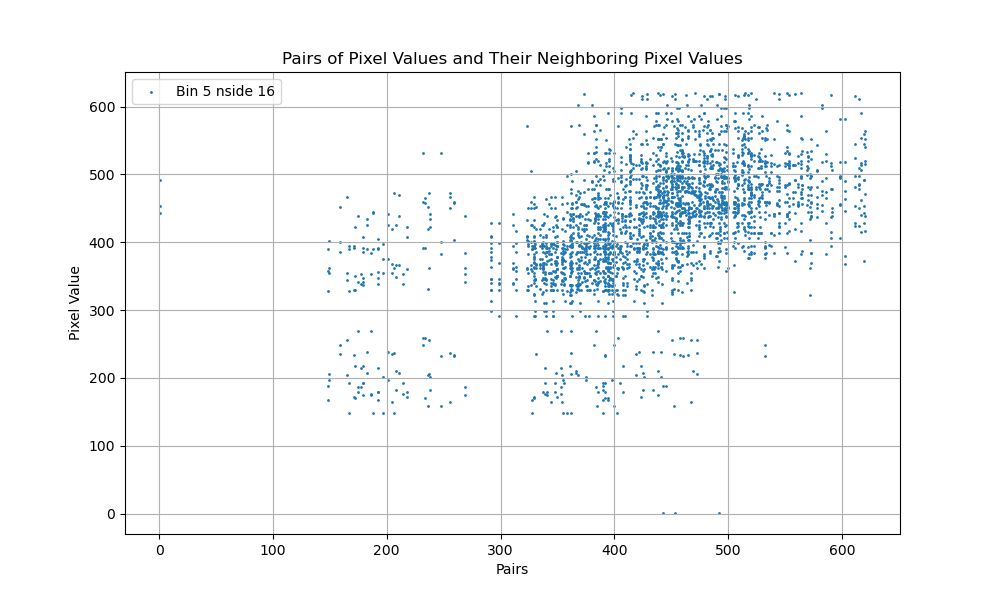 Pairs of Pixel Values and Their Neighboring Pixel Values
Bin 5 nside 16
600
500
400
300
200
100
0
Pixel Value
0 100 200 300 400 500 600
Pairs